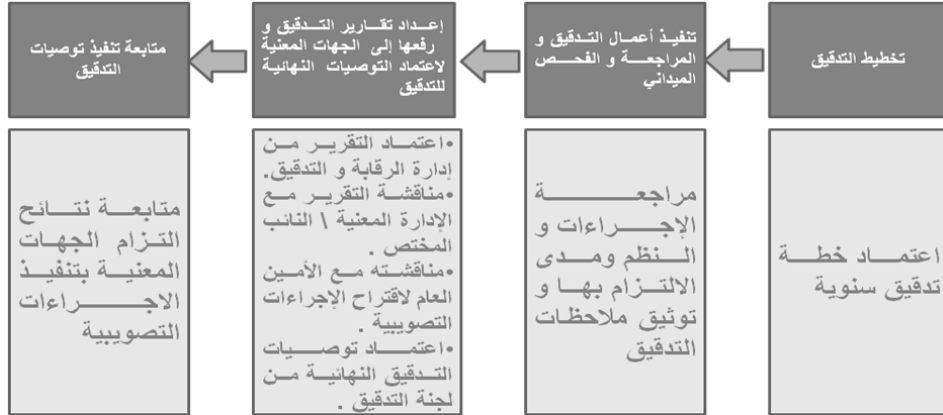 تخطيط التدقيق
تنفيذ أعمال التدقيق و
المراجعة و الفحص
الميداني
إعداد تقارير التدقيق و
رفعها إلى الجهات المعنية
لاعتماد التوصيات النهائية
للتدقيق
متابعة تنفيذ توصيات
التدقيق
اعتماد خطة
تدقيق سنوية
مراجعة
الإجراءات و
النظم ومدى
الالتزام بها و
توثيق ملاحظات
التدقيق
•اعتماد التقرير من
إدارة الرقابة و التدقيق.
•مناقشة التقرير مع
الإدارة المعنية \ النائب
المختص .
•مناقشته مع الأمين
العام لاقتراح الإجراءات
التصويبية .
•اعتماد توصيات
التدقيق النهائية من
لجنة التدقيق .
متابعة نتائج
التزام الجهات
المعنية بتنفيذ
الاجراءات
التصويبية